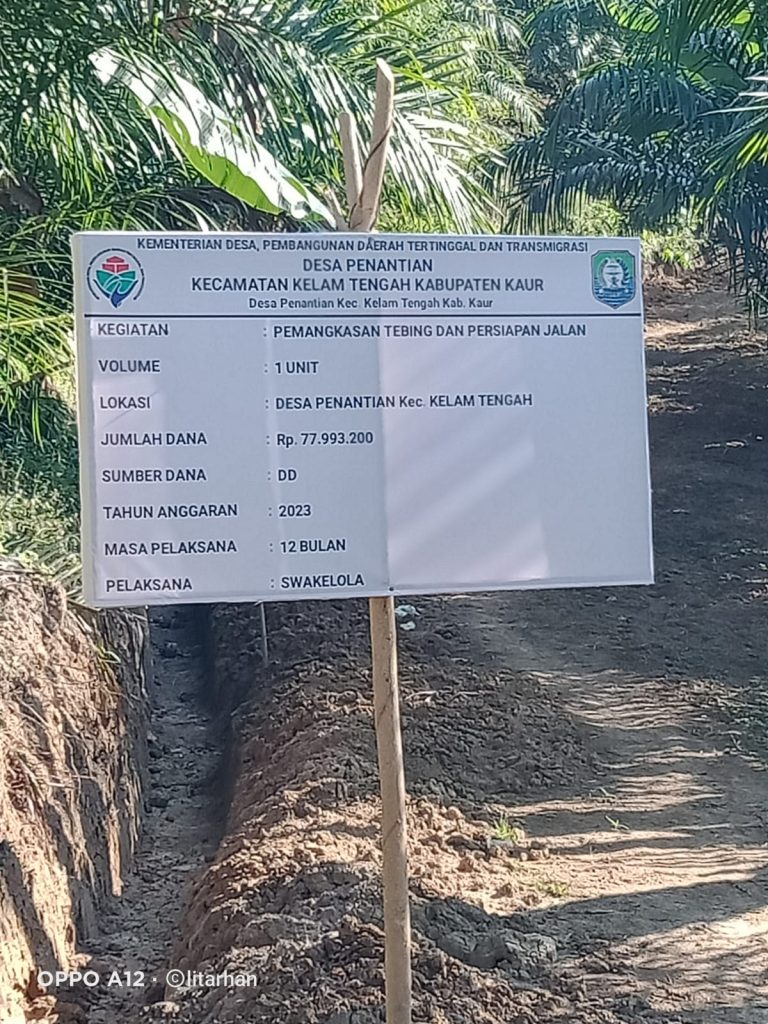 KEMENTERIAN DESA, PEMBANGUNAN DAERAH TERTINGGAL DAN TRANSMIGRASI
DESA PENANTIAN
KECAMATAN KELAM TENGAH KABUPATEN KAUR
Desa Penantian Kec. Kelam Tengah Kab. Kaur
KEGIATAN : PEMANGKASAN TEBING DAN PERSIAPAN JALAN
VOLUME : 1 UNIT
LOKASI : DESA PENANTIAN Kec. KELAM TENGAH
JUMLAH DANA : Rp. 77.993.200
SUMBER DANA : DD
TAHUN ANGGARAN : 2023
MASA PELAKSANA : 12 BULAN
PELAKSANA : SWAKELOLA
OPPO A12 · ©litarhan